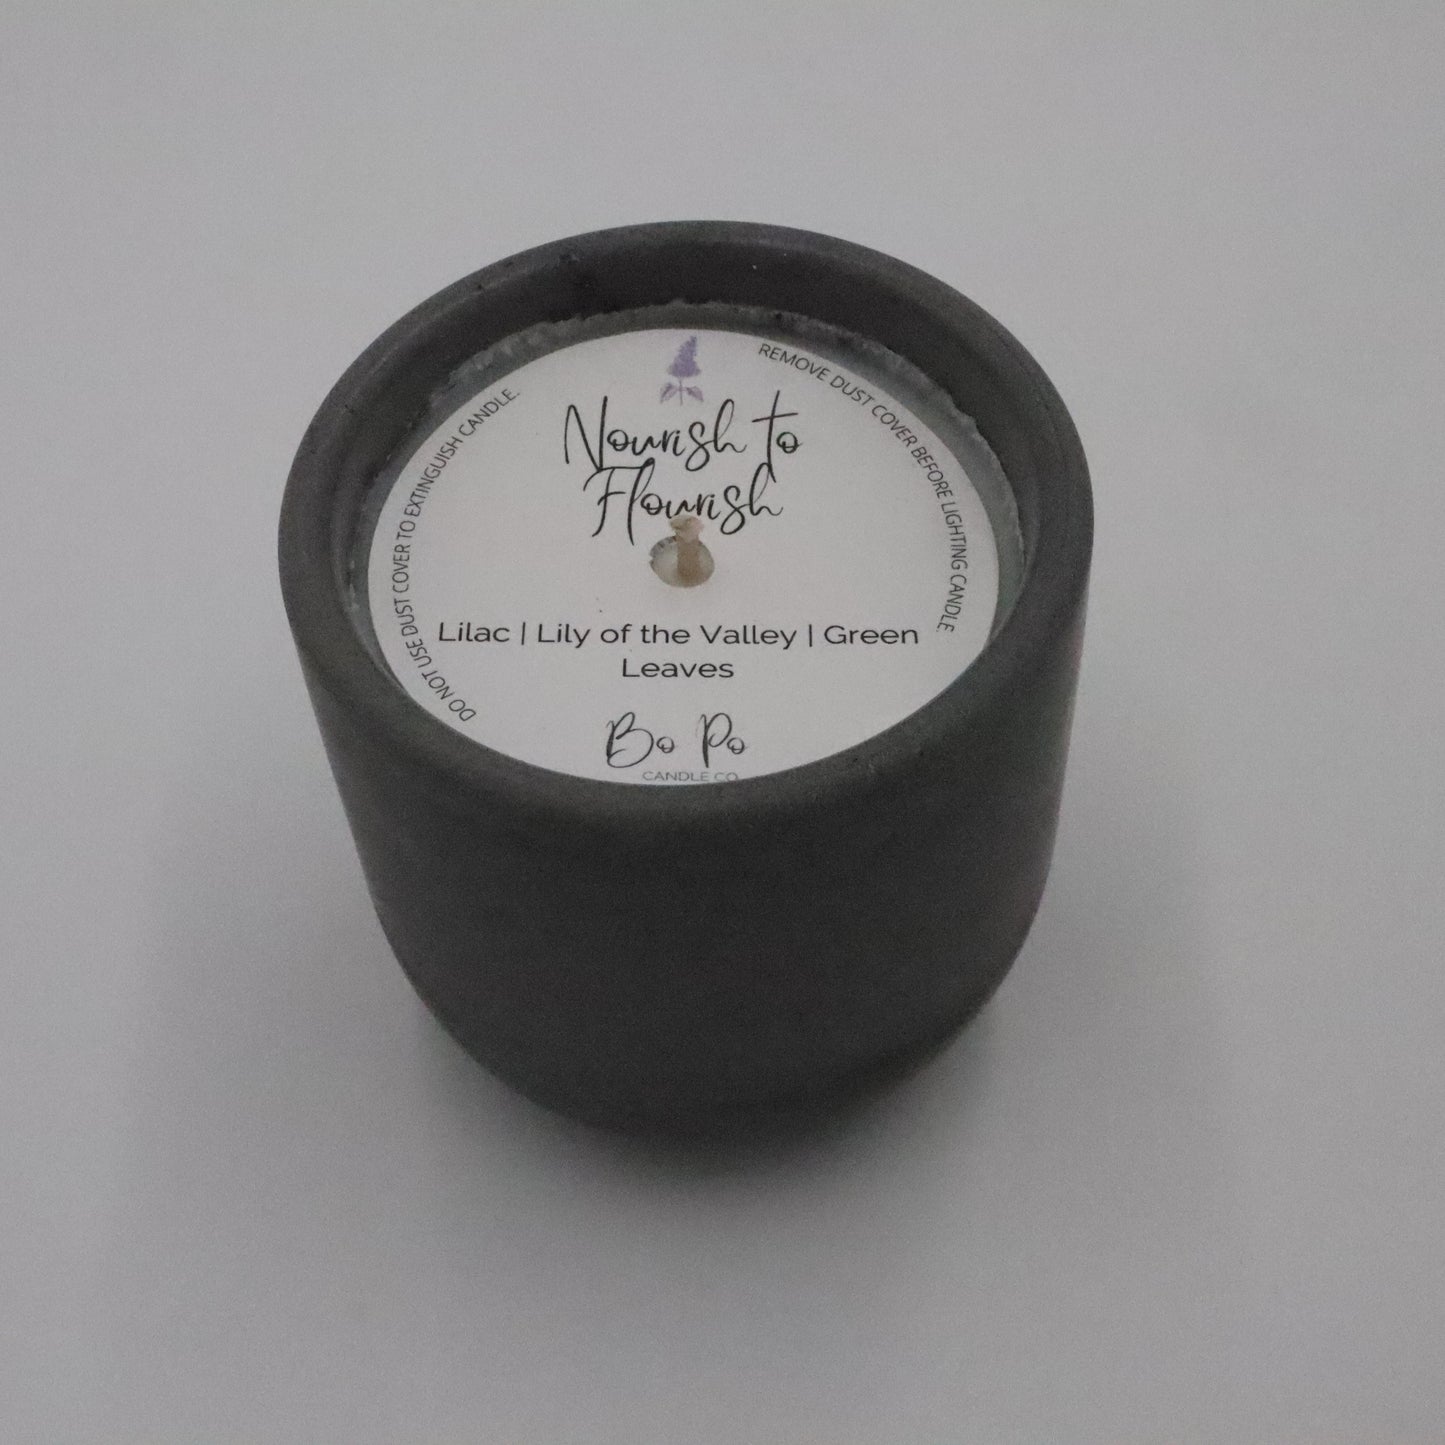 REMOVE DUST COVER BEFORE LIGHTING CANDLE.
DO NOT USE DUST COVER TO EXTINGUISH CANDLE.
Nourish to
Flourish
Lilac | Lily of the Valley | Green
Leaves
Bo Po
CANDLE CO.